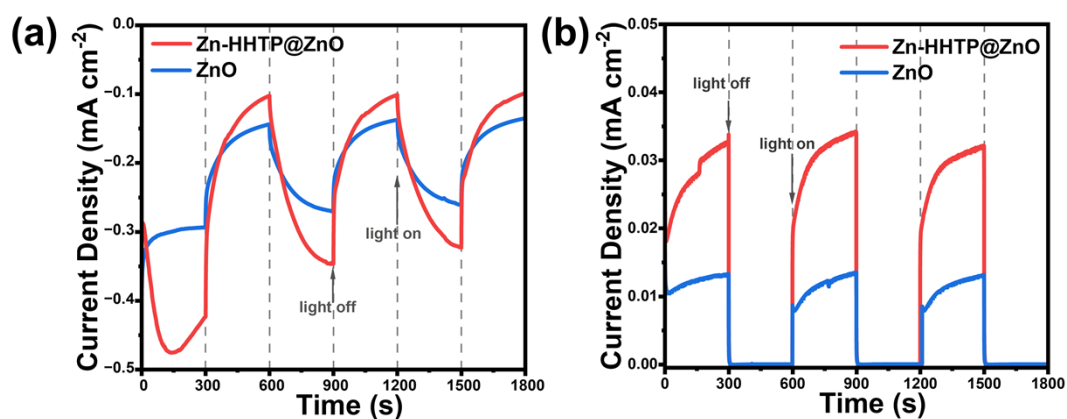 (a)
Zn-HHTP@ZnO
ZnO
Current Density (mA cm⁻²)
0.0
−0.1
−0.2
−0.3
−0.4
−0.5
light on
light off
0 300 600 900 1200 1500 1800
Time (s)
(b)
Zn-HHTP@ZnO
ZnO
Current Density (mA cm⁻²)
0.05
0.04
0.03
0.02
0.01
0.00
light off
light on
0 300 600 900 1200 1500 1800
Time (s)